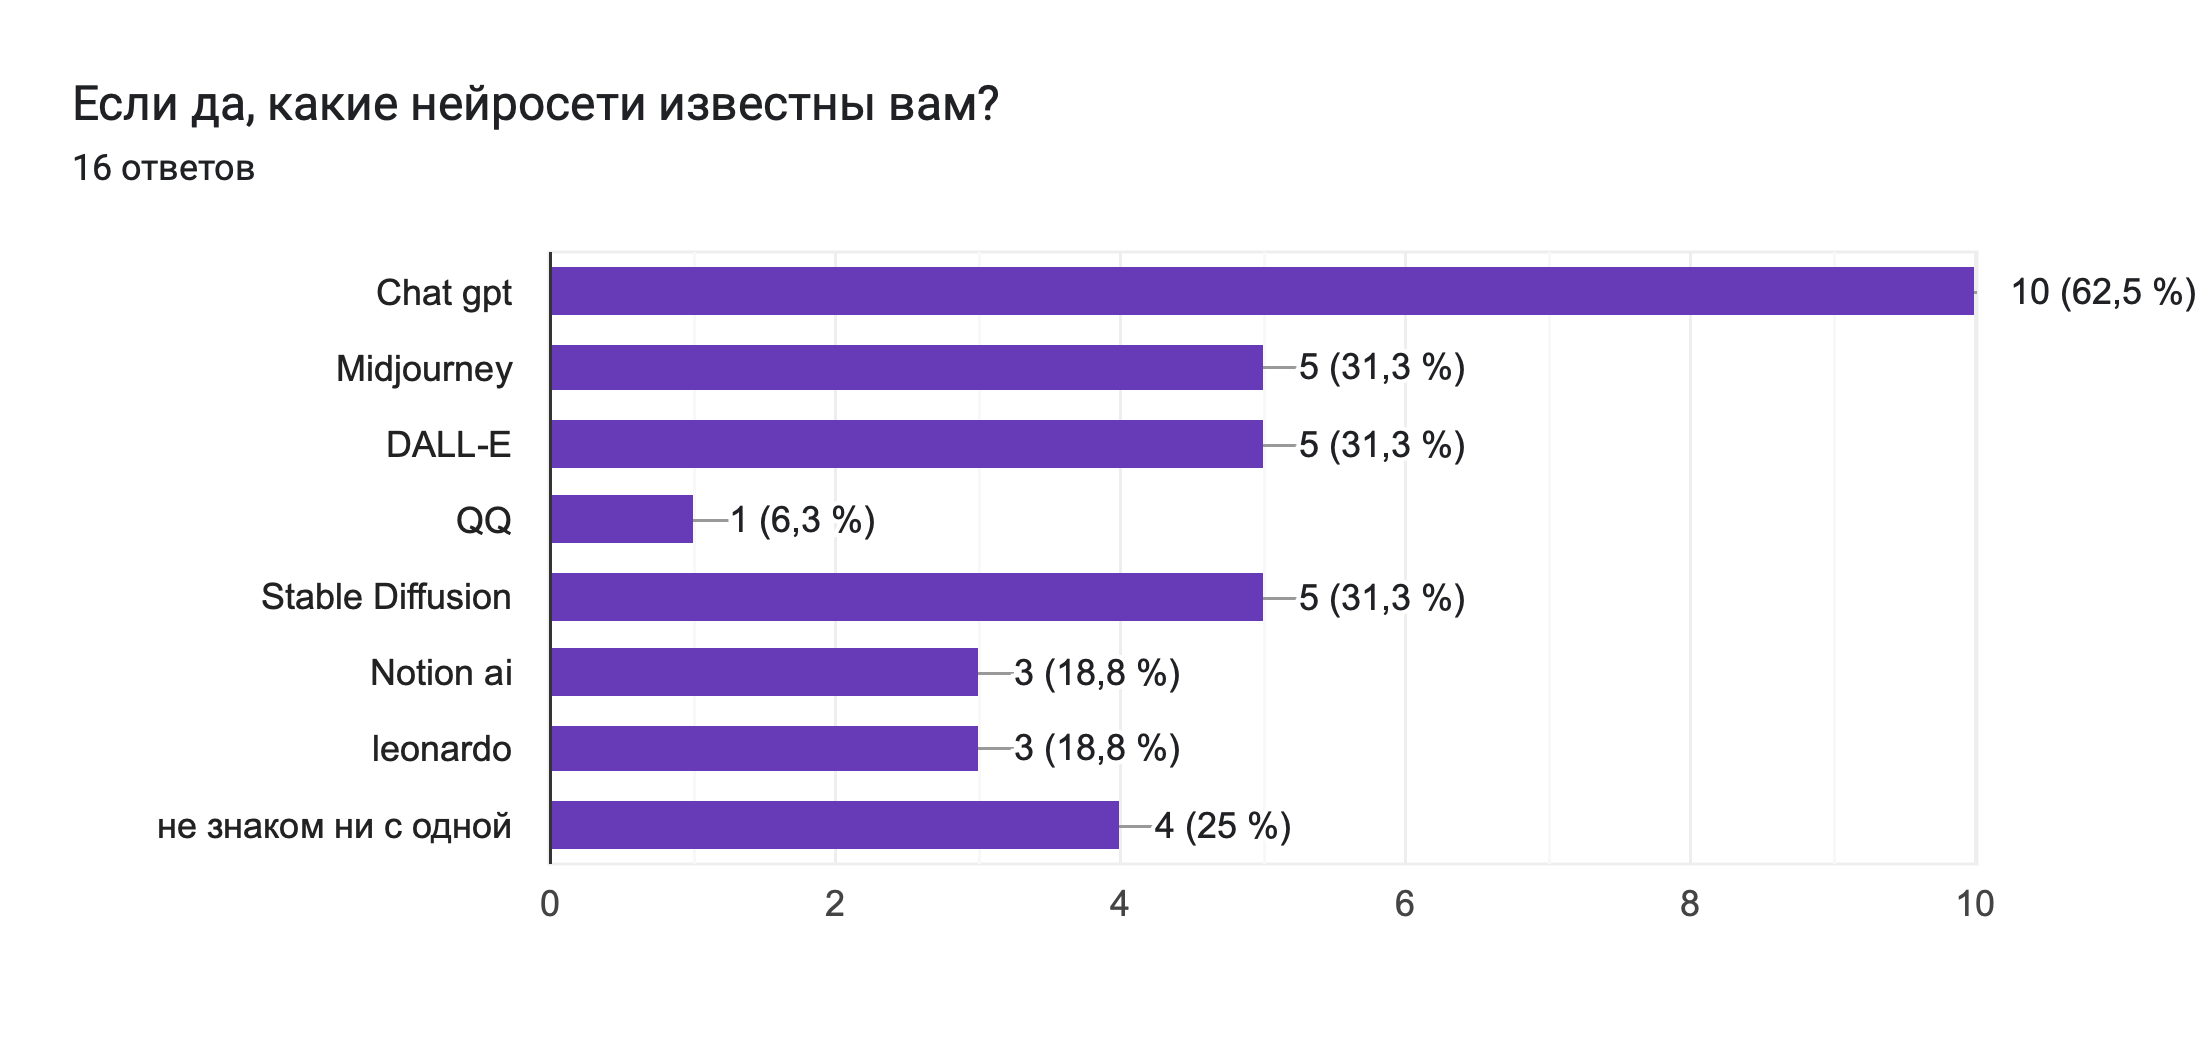 Если да, какие нейросети известны вам?
16 ответов
Chat gpt 10 (62,5 %)
Midjourney 5 (31,3 %)
DALL-E 5 (31,3 %)
QQ 1 (6,3 %)
Stable Diffusion 5 (31,3 %)
Notion ai 3 (18,8 %)
leonardo 3 (18,8 %)
не знаком ни с одной 4 (25 %)
0 2 4 6 8 10